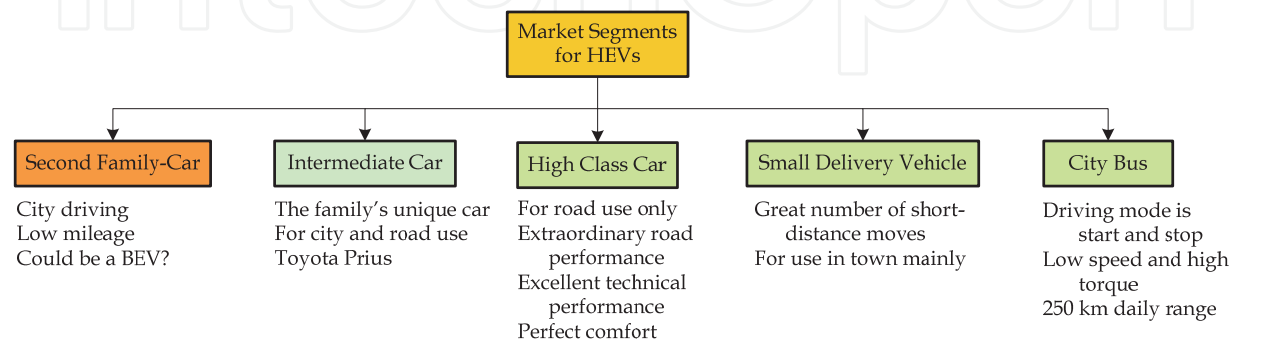 Market Segments
for HEVs
Second Family-Car
City driving
Low mileage
Could be a BEV?
Intermediate Car
The family's unique car
For city and road use
Toyota Prius
High Class Car
For road use only
Extraordinary road
performance
Excellent technical
performance
Perfect comfort
Small Delivery Vehicle
Great number of short-
distance moves
For use in town mainly
City Bus
Driving mode is
start and stop
Low speed and high
torque
250 km daily range